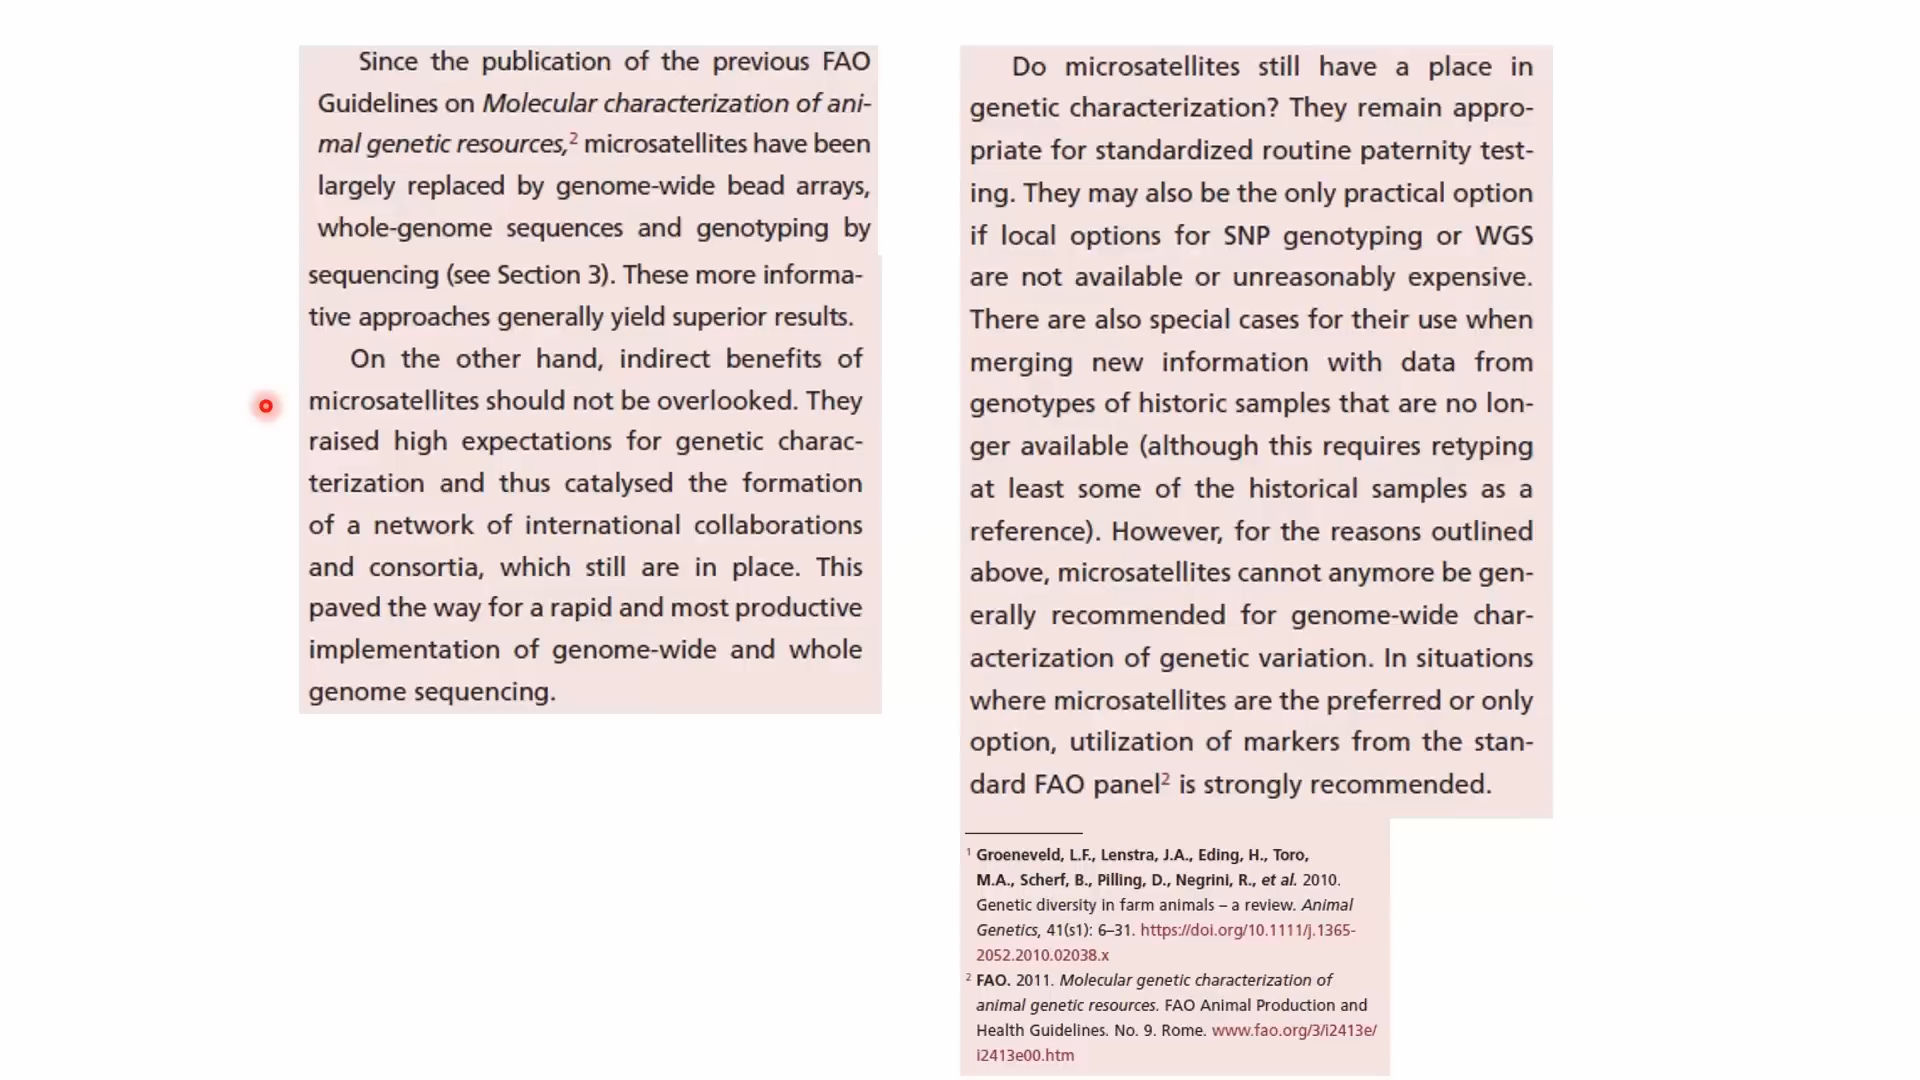 Since the publication of the previous FAO
Guidelines on Molecular characterization of ani-
mal genetic resources,2 microsatellites have been
largely replaced by genome-wide bead arrays,
whole-genome sequences and genotyping by
sequencing (see Section 3). These more informa-
tive approaches generally yield superior results.
On the other hand, indirect benefits of
microsatellites should not be overlooked. They
raised high expectations for genetic charac-
terization and thus catalysed the formation
of a network of international collaborations
and consortia, which still are in place. This
paved the way for a rapid and most productive
implementation of genome-wide and whole
genome sequencing.
Do microsatellites still have a place in
genetic characterization? They remain appro-
priate for standardized routine paternity test-
ing. They may also be the only practical option
if local options for SNP genotyping or WGS
are not available or unreasonably expensive.
There are also special cases for their use when
merging new information with data from
genotypes of historic samples that are no lon-
ger available (although this requires retyping
at least some of the historical samples as a
reference). However, for the reasons outlined
above, microsatellites cannot anymore be gen-
erally recommended for genome-wide char-
acterization of genetic variation. In situations
where microsatellites are the preferred or only
option, utilization of markers from the stan-
dard FAO panel2 is strongly recommended.
1 Groeneveld, L.F., Lenstra, J.A., Eding, H., Toro,
M.A., Scherf, B., Pilling, D., Negrini, R., et al. 2010.
Genetic diversity in farm animals – a review. Animal
Genetics, 41(s1): 6–31. https://doi.org/10.1111/j.1365-
2052.2010.02038.x
2 FAO. 2011. Molecular genetic characterization of
animal genetic resources. FAO Animal Production and
Health Guidelines. No. 9. Rome. www.fao.org/3/i2413e/
i2413e00.htm